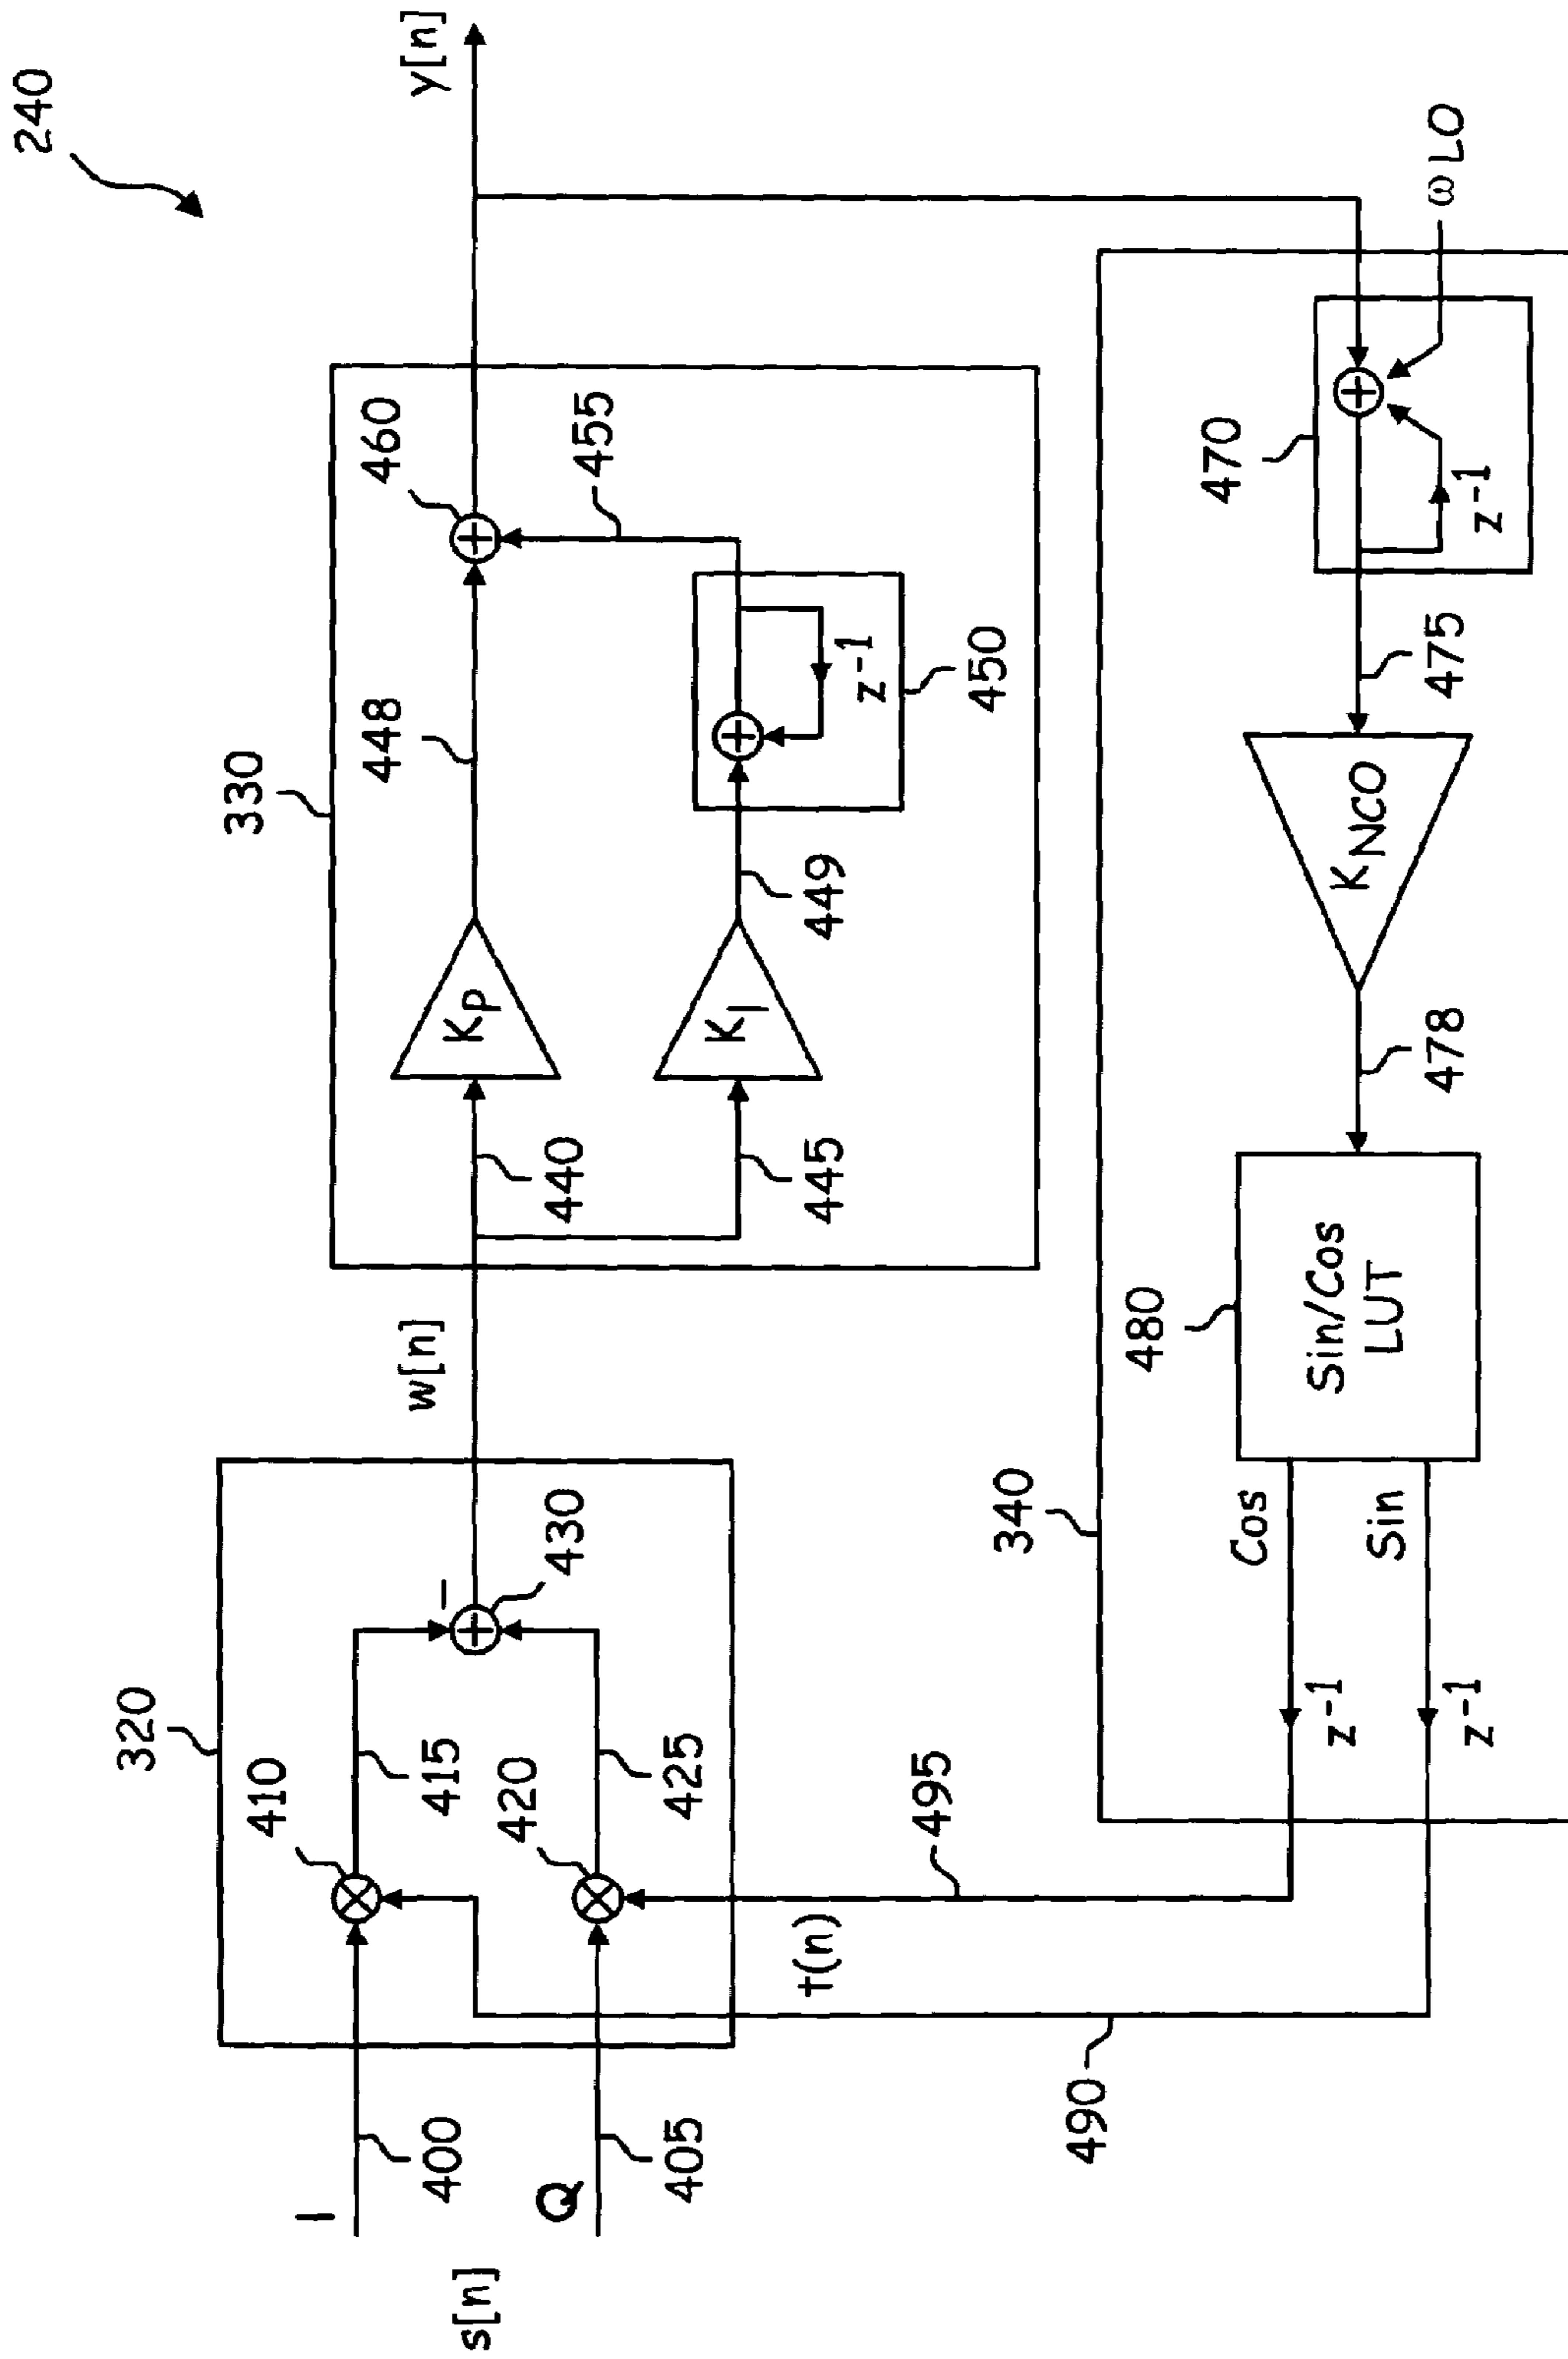 240
y[n]
330
460
448
455
KP
KI
449
450
z-1
440
445
w[n]
320
410
415
430
420
425
I
400
Q
405
s[n]
t(n)
495
490
340
ωLO
470
z-1
475
KNCO
478
480
Sin/Cos
LUT
Cos
Sin
z-1
z-1